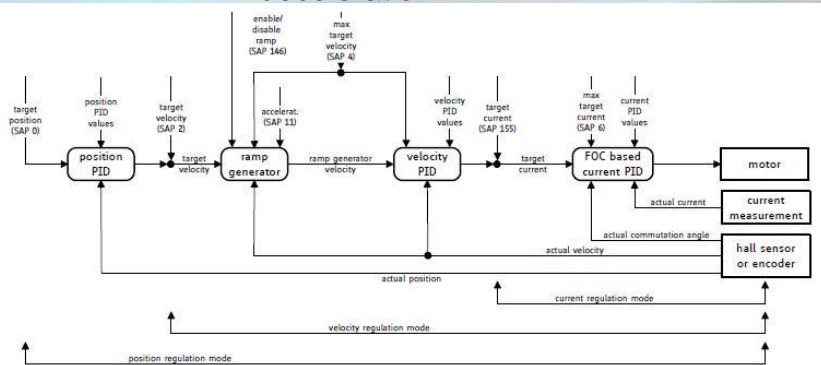 enable/
disable
ramp
(SAP 146)
max
target
velocity
(SAP 4)
target
position
(SAP 0)
position
PID
values
target
velocity
(SAP 2)
accelerat.
(SAP 11)
velocity
PID
values
target
current
(SAP 155)
max
target
current
(SAP 6)
current
PID
values
position
PID
target
velocity
ramp
generator
ramp generator
velocity
velocity
PID
target
current
FOC based
current PID
motor
actual current
current
measurement
actual commutation angle
hall sensor
or encoder
actual velocity
actual position
current regulation mode
velocity regulation mode
position regulation mode